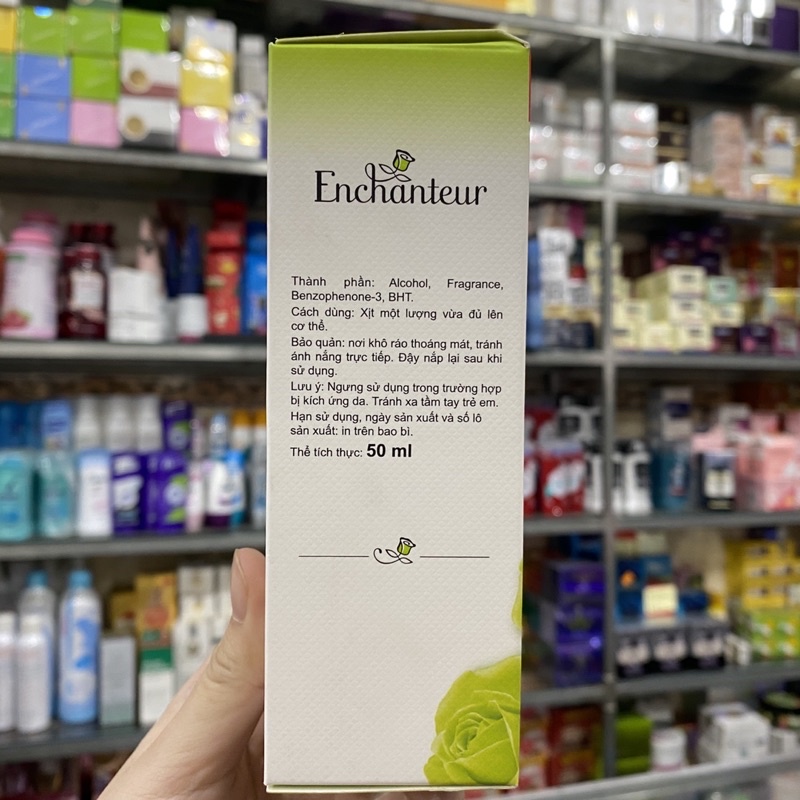 Enchanteur
Thành phần: Alcohol, Fragrance,
Benzophenone-3, BHT.
Cách dùng: Xịt một lượng vừa đủ lên
cơ thể.
Bảo quản: nơi khô ráo thoáng mát, tránh
ánh nắng trực tiếp. Đậy nắp lại sau khi
sử dụng.
Lưu ý: Ngưng sử dụng trong trường hợp
bị kích ứng da. Tránh xa tầm tay trẻ em.
Hạn sử dụng, ngày sản xuất và số lô
sản xuất: in trên bao bì.
Thể tích thực: 50 ml